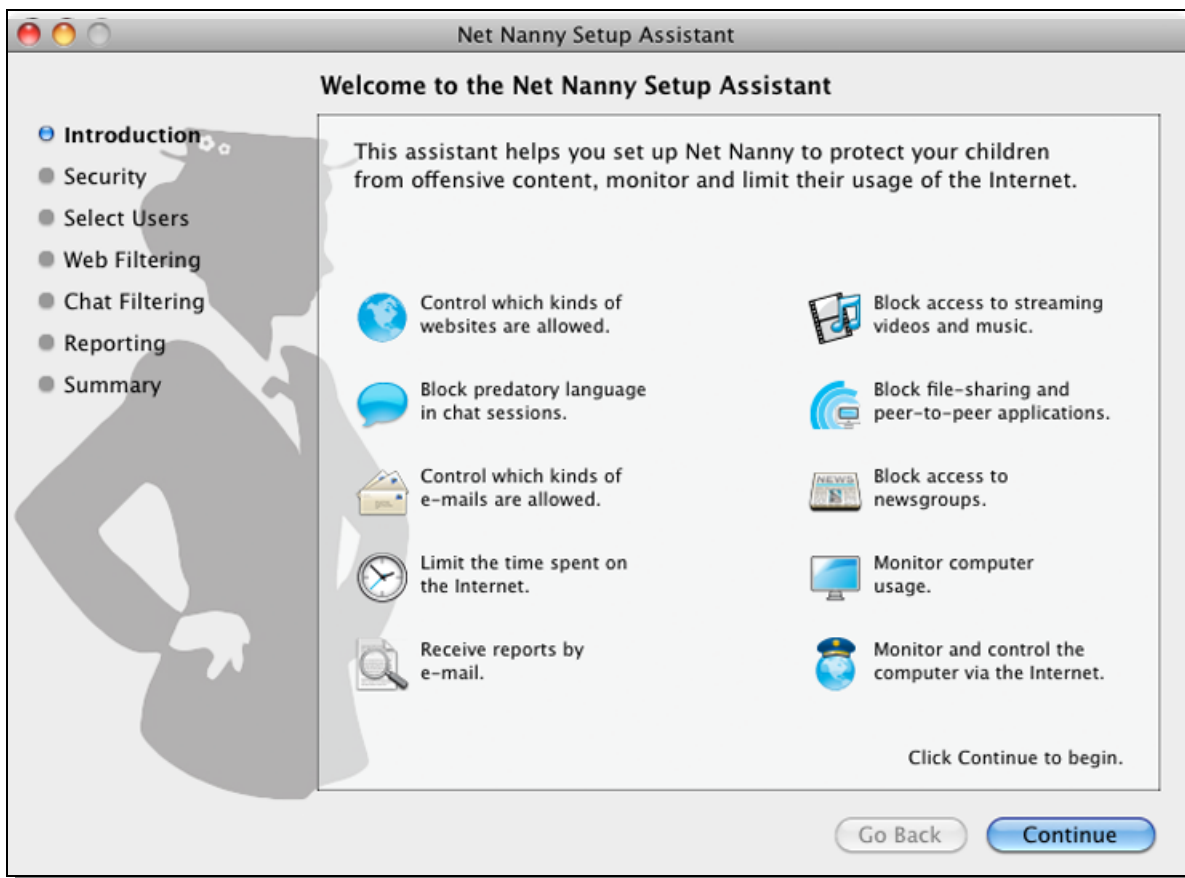 Net Nanny Setup Assistant
Welcome to the Net Nanny Setup Assistant
Introduction
Security
Select Users
Web Filtering
Chat Filtering
Reporting
Summary
This assistant helps you set up Net Nanny to protect your children
from offensive content, monitor and limit their usage of the Internet.
Control which kinds of
websites are allowed.
Block predatory language
in chat sessions.
Control which kinds of
e-mails are allowed.
Limit the time spent on
the Internet.
Receive reports by
e-mail.
Block access to streaming
videos and music.
Block file-sharing and
peer-to-peer applications.
NEWS
Block access to
newsgroups.
Monitor computer
usage.
Monitor and control the
computer via the Internet.
Click Continue to begin.
Go Back
Continue